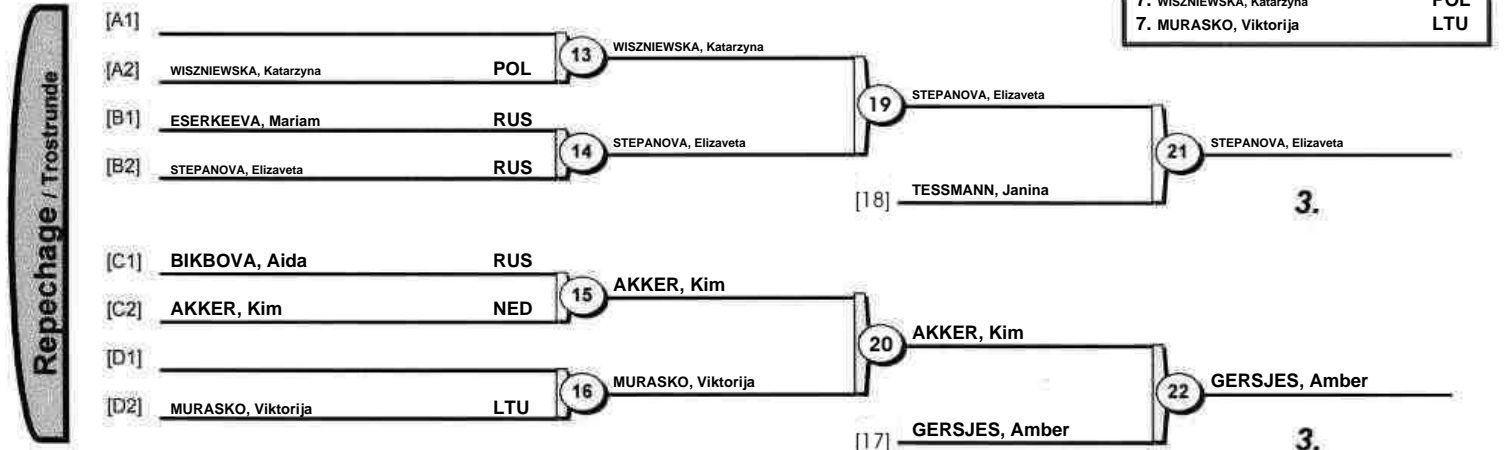 7. WISZNIEWSKA, Katarzyna POL
7. MURASKO, Viktorija LTU
Repechage / Trostrunde
[A1]
[A2] WISZNIEWSKA, Katarzyna POL
13 WISZNIEWSKA, Katarzyna
[B1] ESERKEEVA, Mariam RUS
[B2] STEPANOVA, Elizaveta RUS
14 STEPANOVA, Elizaveta
19 STEPANOVA, Elizaveta
[18] TESSMANN, Janina
21 STEPANOVA, Elizaveta
3.
[C1] BIKBOVA, Aida RUS
[C2] AKKER, Kim NED
15 AKKER, Kim
[D1]
[D2] MURASKO, Viktorija LTU
16 MURASKO, Viktorija
20 AKKER, Kim
[17] GERSJES, Amber
22 GERSJES, Amber
3.